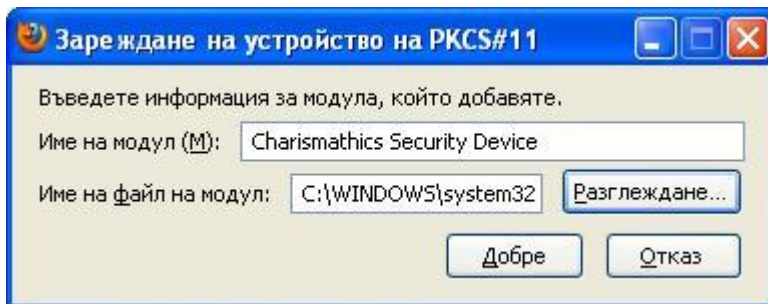 Зареждане на устройство на PKCS#11
Въведете информация за модула, който добавяте.
Име на модул (M): Charismathics Security Device
Име на файл на модул: C:\WINDOWS\system32 Разглеждане...
Добре Отказ